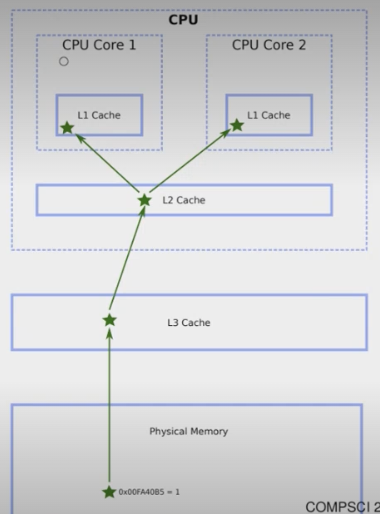 CPU
CPU Core 1
CPU Core 2
L1 Cache
L1 Cache
L2 Cache
L3 Cache
Physical Memory
0x00FA40B5 = 1
COMPSCI 2